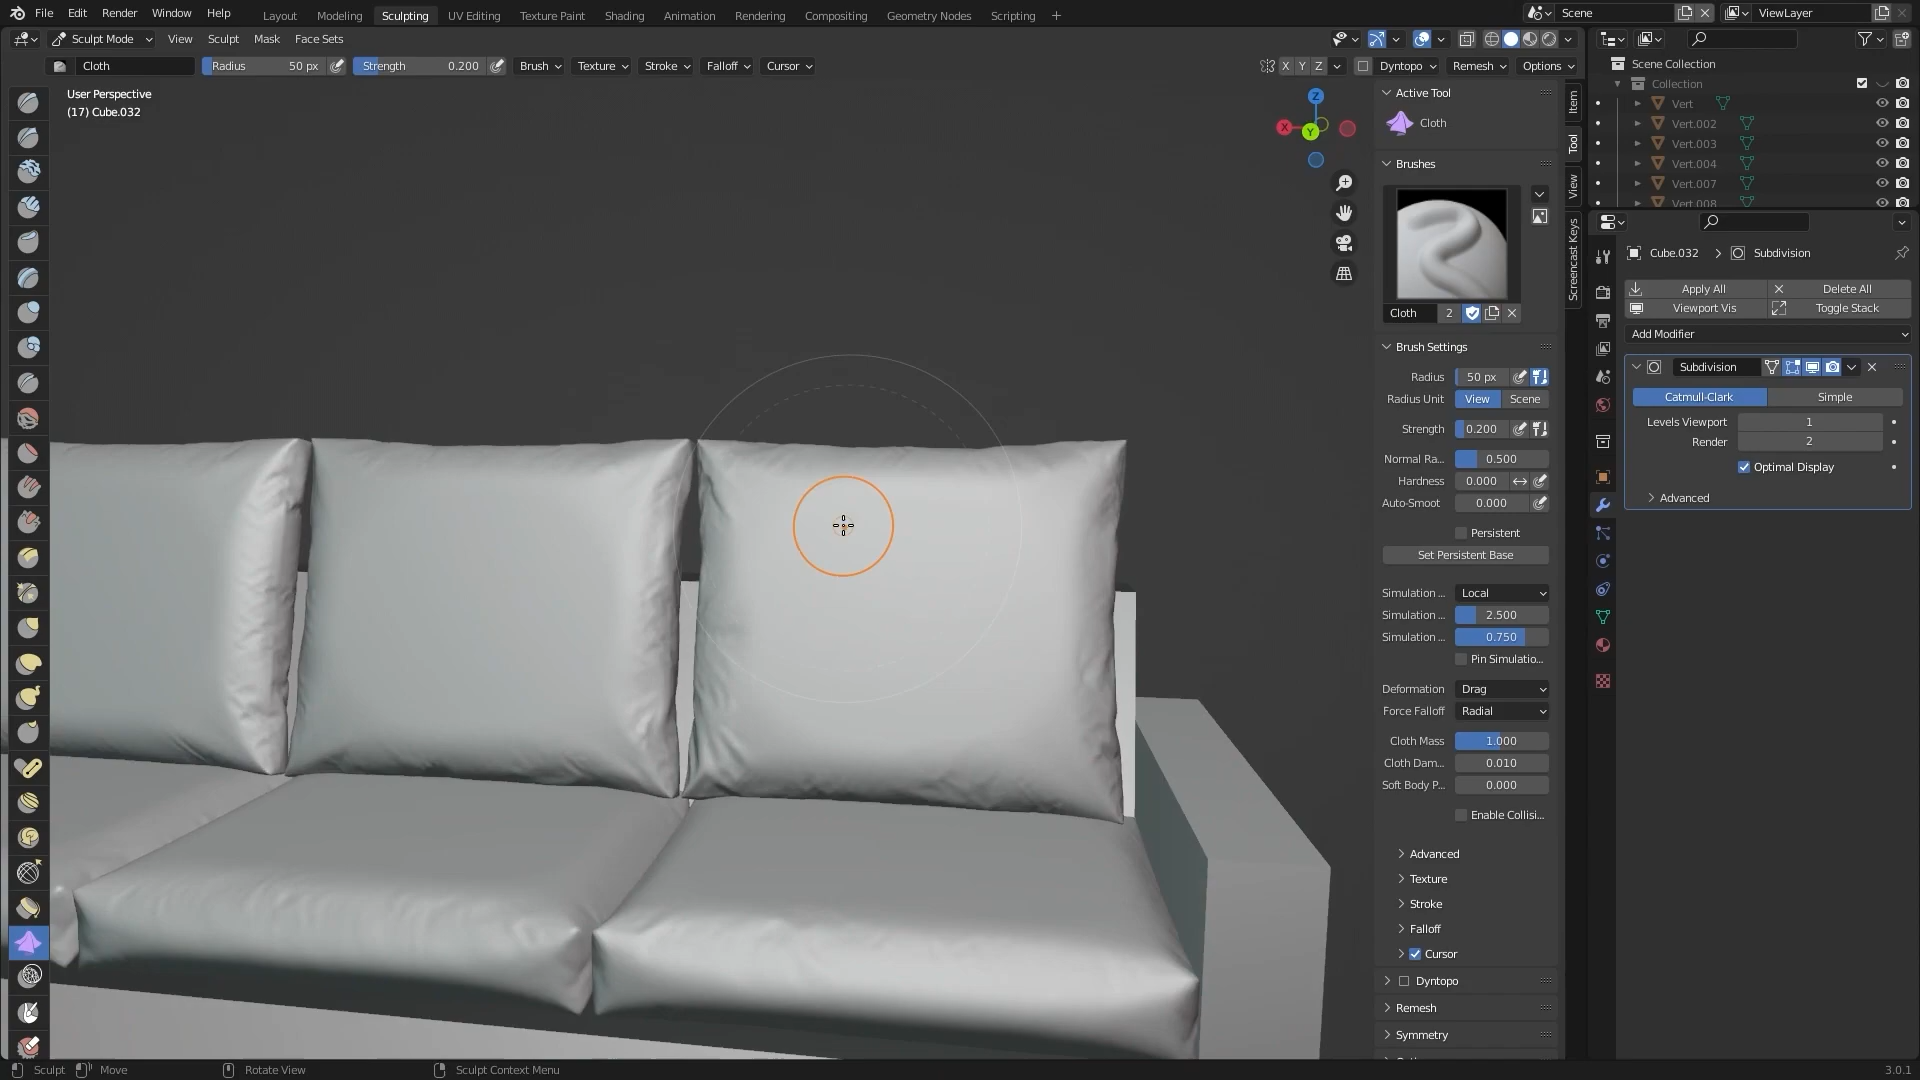 File Edit Render Window Help Layout Modeling Sculpting UV Editing Texture Paint Shading Animation Rendering Compositing Geometry Nodes Scripting + Scene ViewLayer
Sculpt Mode View Sculpt Mask Face Sets
Cloth Radius 50 px Strength 0.200 Brush Texture Stroke Falloff Cursor X Y Z Dyntopo Remesh Options
User Perspective
(17) Cube.032
Z
X
Y
Active Tool
Cloth
Brushes
Cloth 2
Brush Settings
Radius 50 px
Radius Unit View Scene
Strength 0.200
Normal Ra... 0.500
Hardness 0.000
Auto-Smoot 0.000
Persistent
Set Persistent Base
Simulation ... Local
Simulation ... 2.500
Simulation ... 0.750
Pin Simulatio...
Deformation Drag
Force Falloff Radial
Cloth Mass 1.000
Cloth Dam... 0.010
Soft Body P... 0.000
Enable Collisi...
Advanced
Texture
Stroke
Falloff
Cursor
Dyntopo
Remesh
Symmetry
Item
Tool
View
Screencast Keys
Scene Collection
Collection
Vert
Vert.002
Vert.003
Vert.004
Vert.007
Vert.008
Cube.032 Subdivision
Apply All Delete All
Viewport Vis Toggle Stack
Add Modifier
Subdivision
Catmull-Clark Simple
Levels Viewport 1
Render 2
Optimal Display
Advanced
Sculpt Move Rotate View Sculpt Context Menu 3.0.1